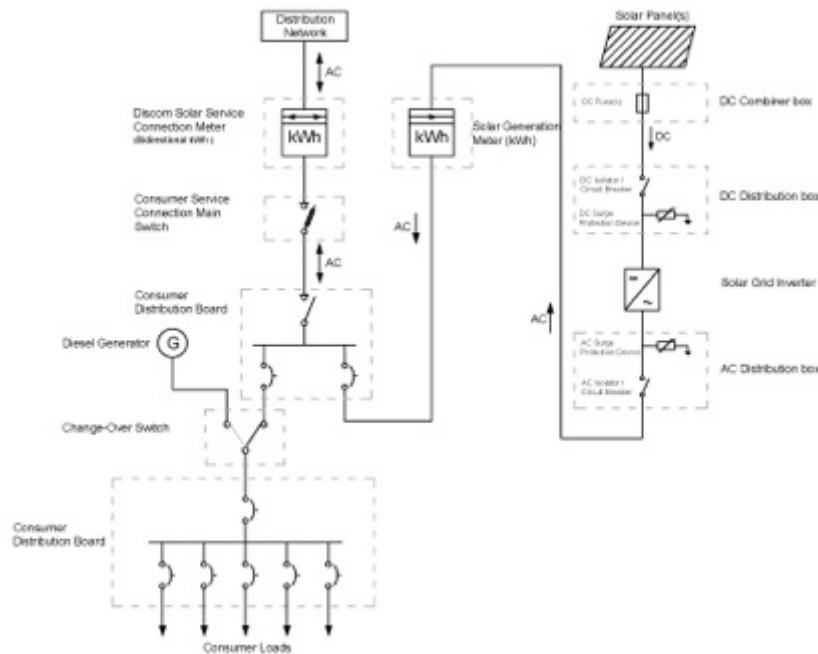 Distribution
Network
AC
Discom Solar Service
Connection Meter
(Bidirectional kWh)
kWh
Consumer Service
Connection Main
Switch
AC
Consumer
Distribution Board
Diesel Generator
G
Change-Over Switch
Consumer
Distribution Board
Consumer Loads
kWh
Solar Generation
Meter (kWh)
AC
AC
Solar Panel(s)
DC Fuse(s)
DC Combiner box
DC
DC Isolator /
Circuit Breaker
DC Surge
Protection Device
DC Distribution box
Solar Grid Inverter
AC Surge
Protection Device
AC Isolator /
Circuit Breaker
AC Distribution box